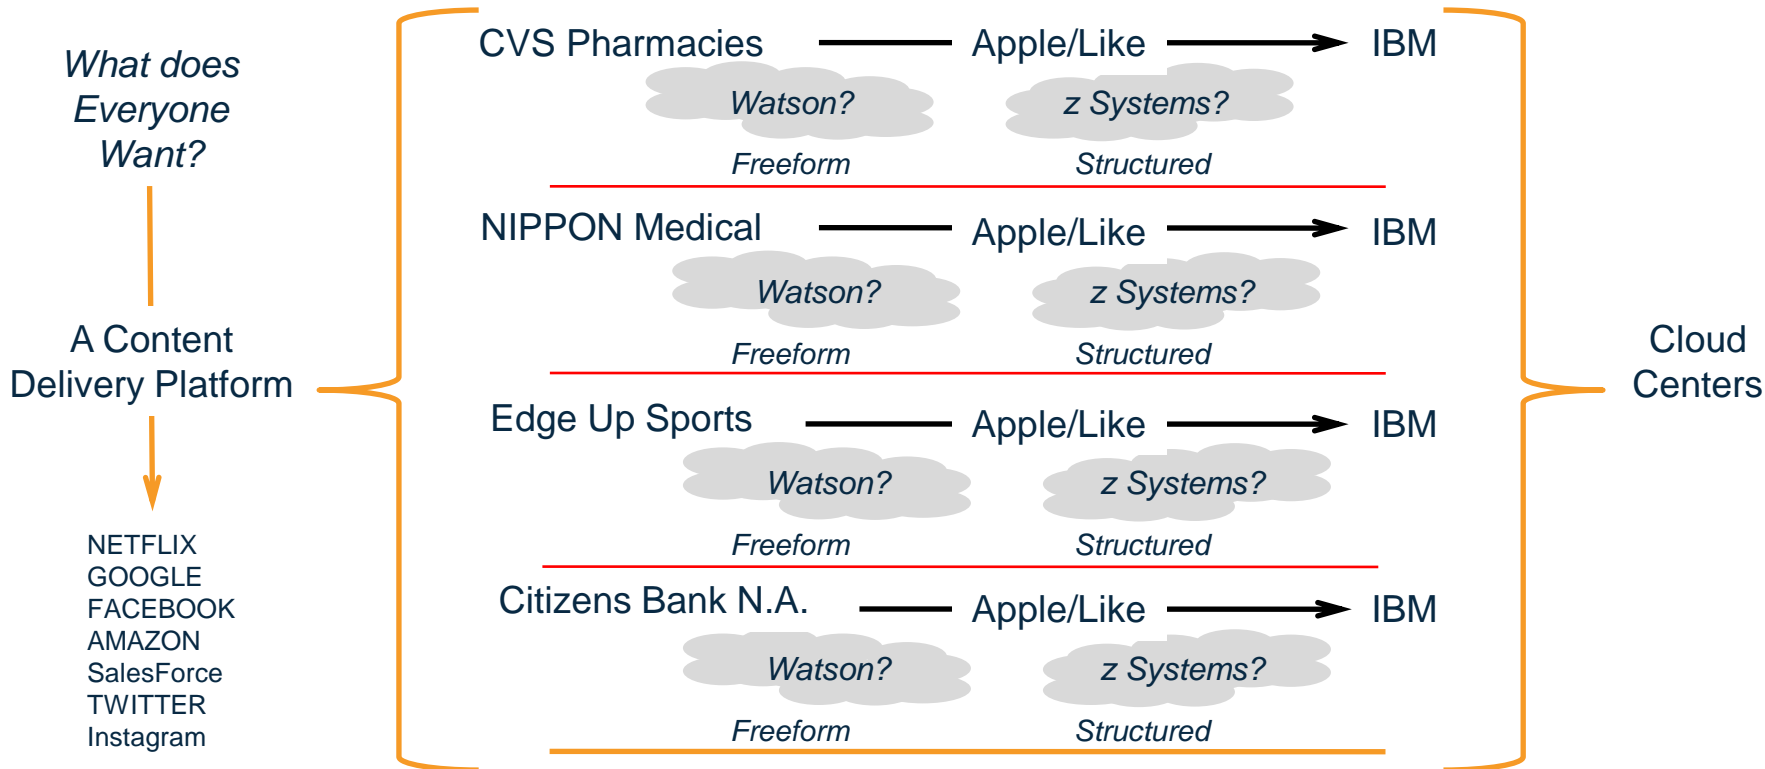 What does
Everyone
Want?
A Content
Delivery Platform
NETFLIX
GOOGLE
FACEBOOK
AMAZON
SalesForce
TWITTER
Instagram
CVS Pharmacies Apple/Like IBM
Watson? z Systems?
Freeform Structured
NIPPON Medical Apple/Like IBM
Watson? z Systems?
Freeform Structured
Edge Up Sports Apple/Like IBM
Watson? z Systems?
Freeform Structured
Citizens Bank N.A. Apple/Like IBM
Watson? z Systems?
Freeform Structured
Cloud
Centers